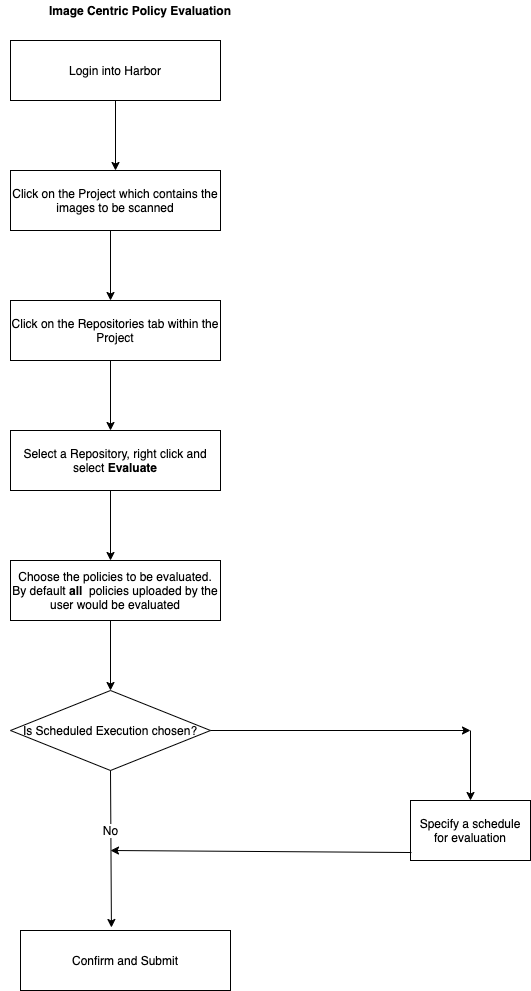 Image Centric Policy Evaluation
Login into Harbor
Click on the Project which contains the
images to be scanned
Click on the Repositories tab within the
Project
Select a Repository, right click and
select Evaluate
Choose the policies to be evaluated.
By default all policies uploaded by the
user would be evaluated
Is Scheduled Execution chosen?
Specify a schedule
for evaluation
No
Confirm and Submit